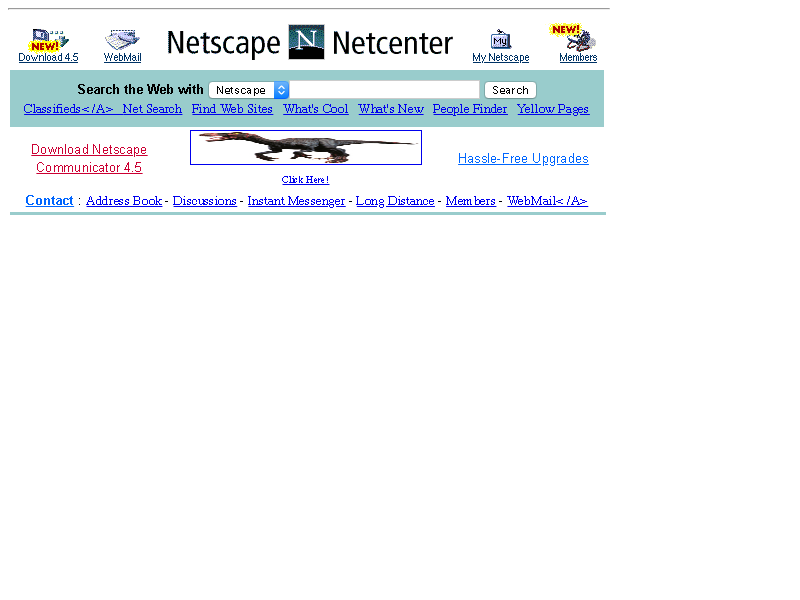 NEW! NEW!
Netscape N Netcenter
My
Download 4.5 WebMail My Netscape Members
Search the Web with Netscape Search
Classifieds</A> Net Search Find Web Sites What's Cool What's New People Finder Yellow Pages
Download Netscape
Communicator 4.5
Hassle-Free Upgrades
Click Here!
Contact : Address Book - Discussions - Instant Messenger - Long Distance - Members - WebMail</A>